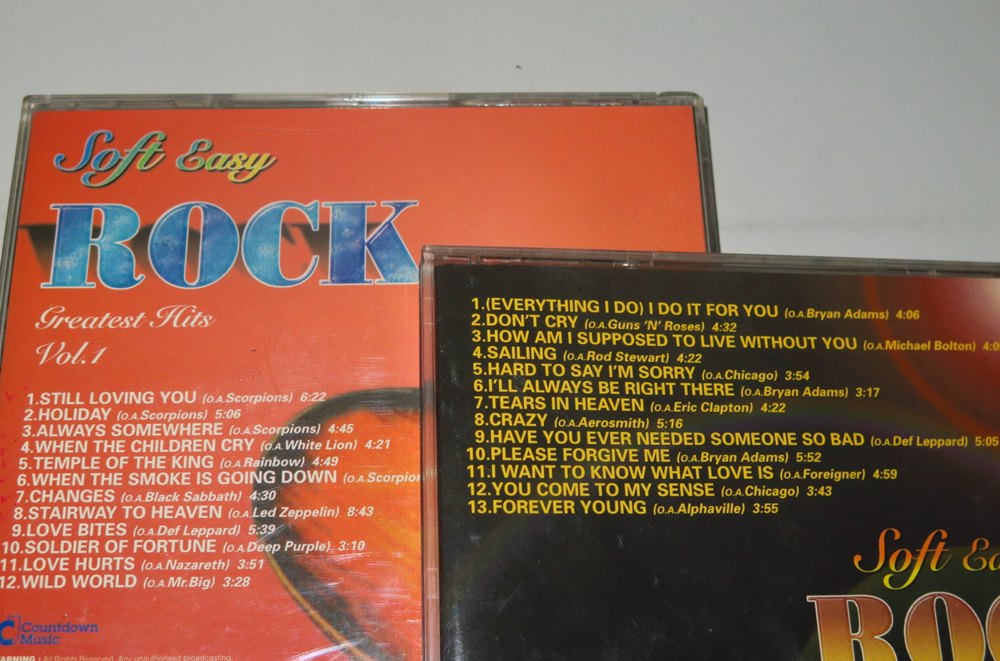 Soft Easy
ROCK
Greatest Hits
Vol.1
1.STILL LOVING YOU (O.A.Scorpions) 6:22
2.HOLIDAY (O.A.Scorpions) 5:06
3.ALWAYS SOMEWHERE (O.A.Scorpions) 4:45
4.WHEN THE CHILDREN CRY (O.A.White Lion) 4:21
5.TEMPLE OF THE KING (O.A.Rainbow) 4:49
6.WHEN THE SMOKE IS GOING DOWN (O.A.Scorpion
7.CHANGES (O.A.Black Sabbath) 4:30
8.STAIRWAY TO HEAVEN (O.A.Led Zeppelin) 8:43
9.LOVE BITES (O.A.Def Leppard) 5:39
10.SOLDIER OF FORTUNE (O.A.Deep Purple) 3:10
11.LOVE HURTS (O.A.Nazareth) 3:51
12.WILD WORLD (O.A.Mr.Big) 3:28
Countdown
Music
WARNING : All Rights Reserved. Any unauthorised broadcasting,
1.(EVERYTHING I DO) I DO IT FOR YOU (O.A.Bryan Adams) 4:06
2.DON'T CRY (O.A.Guns 'N' Roses) 4:32
3.HOW AM I SUPPOSED TO LIVE WITHOUT YOU (O.A.Michael Bolton)
4.SAILING (O.A.Rod Stewart) 4:22
5.HARD TO SAY I'M SORRY (O.A.Chicago) 3:54
6.I'LL ALWAYS BE RIGHT THERE (O.A.Bryan Adams) 3:17
7.TEARS IN HEAVEN (O.A.Eric Clapton) 4:22
8.CRAZY (O.A.Aerosmith) 5:16
9.HAVE YOU EVER NEEDED SOMEONE SO BAD (O.A.Def Leppard) 5:05
10.PLEASE FORGIVE ME (O.A.Bryan Adams) 5:52
11.I WANT TO KNOW WHAT LOVE IS (O.A.Foreigner) 4:59
12.YOU COME TO MY SENSE (O.A.Chicago) 3:43
13.FOREVER YOUNG (O.A.Alphaville) 3:55
Soft Ea
ROC